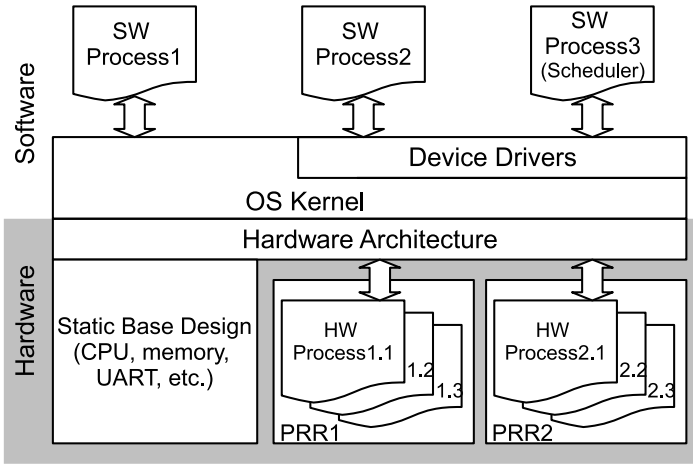 SW
Process1
SW
Process2
SW
Process3
(Scheduler)
Software
Device Drivers
OS Kernel
Hardware Architecture
Hardware
Static Base Design
(CPU, memory,
UART, etc.)
HW
Process1.1
1.2
1.3
PRR1
HW
Process2.1
2.2
2.3
PRR2